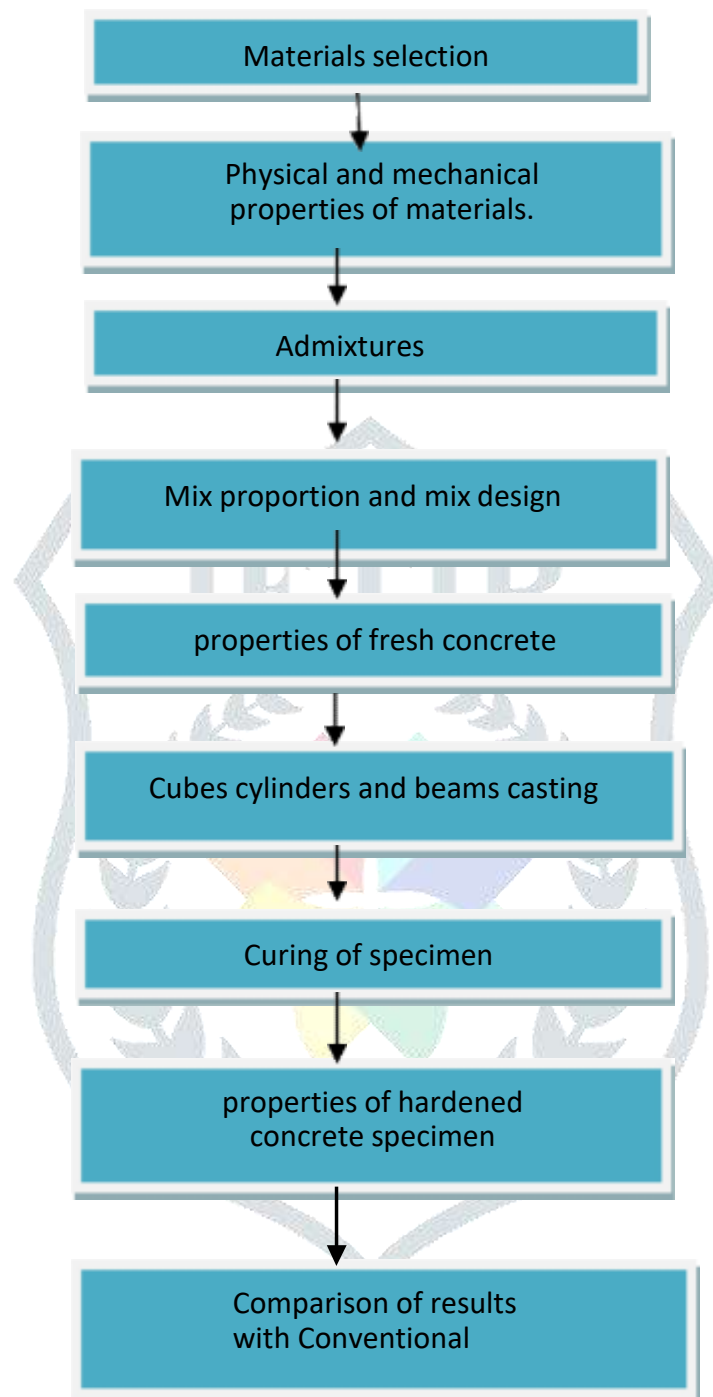 Materials selection
Physical and mechanical
properties of materials.
Admixtures
Mix proportion and mix design
properties of fresh concrete
Cubes cylinders and beams casting
Curing of specimen
properties of hardened
concrete specimen
Comparison of results
with Conventional